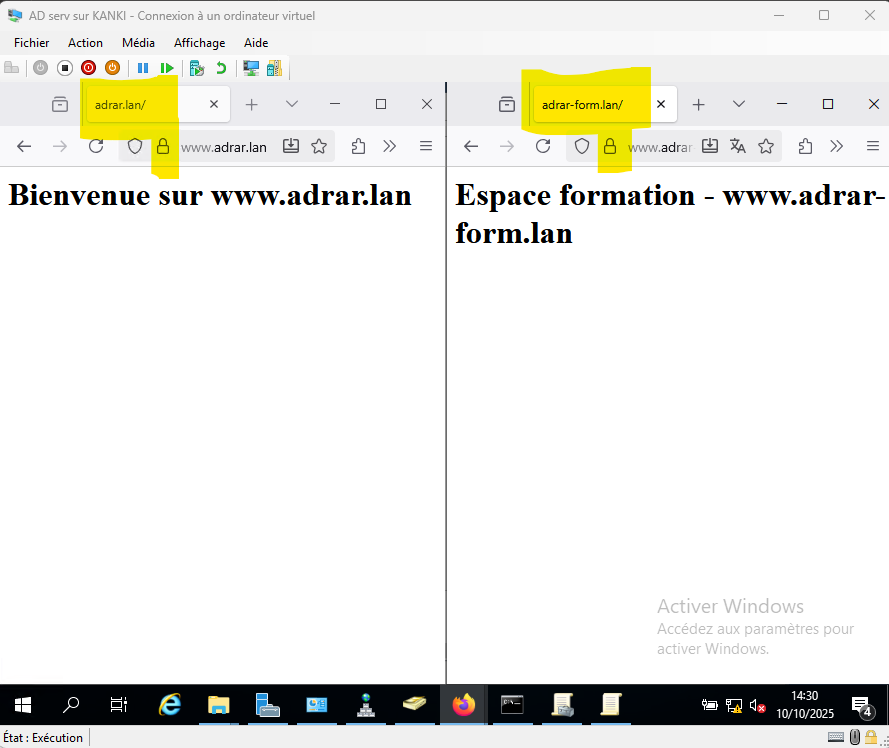 AD serv sur KANKI - Connexion à un ordinateur virtuel
Fichier Action Média Affichage Aide
adrar.lan/
adrar-form.lan/
www.adrar.lan
www.adrar
Bienvenue sur www.adrar.lan
Espace formation - www.adrar-
form.lan
Activer Windows
Accédez aux paramètres pour
activer Windows.
14:30
10/10/2025
4
État : Exécution